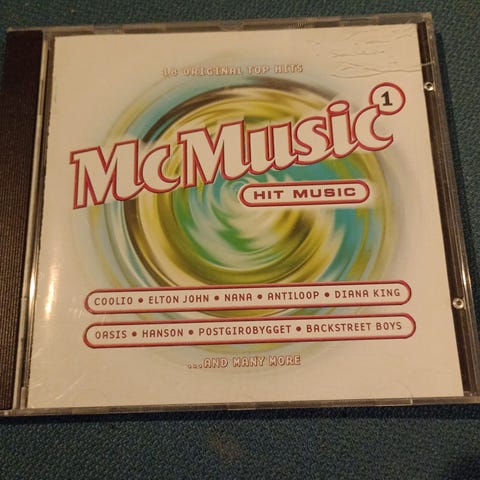 18 ORIGINAL TOP HITS
McMusic 1
HIT MUSIC
COOLIO • ELTON JOHN • NANA • ANTILOOP • DIANA KING
OASIS • HANSON • POSTGIROBYGGET • BACKSTREET BOYS
...AND MANY MORE